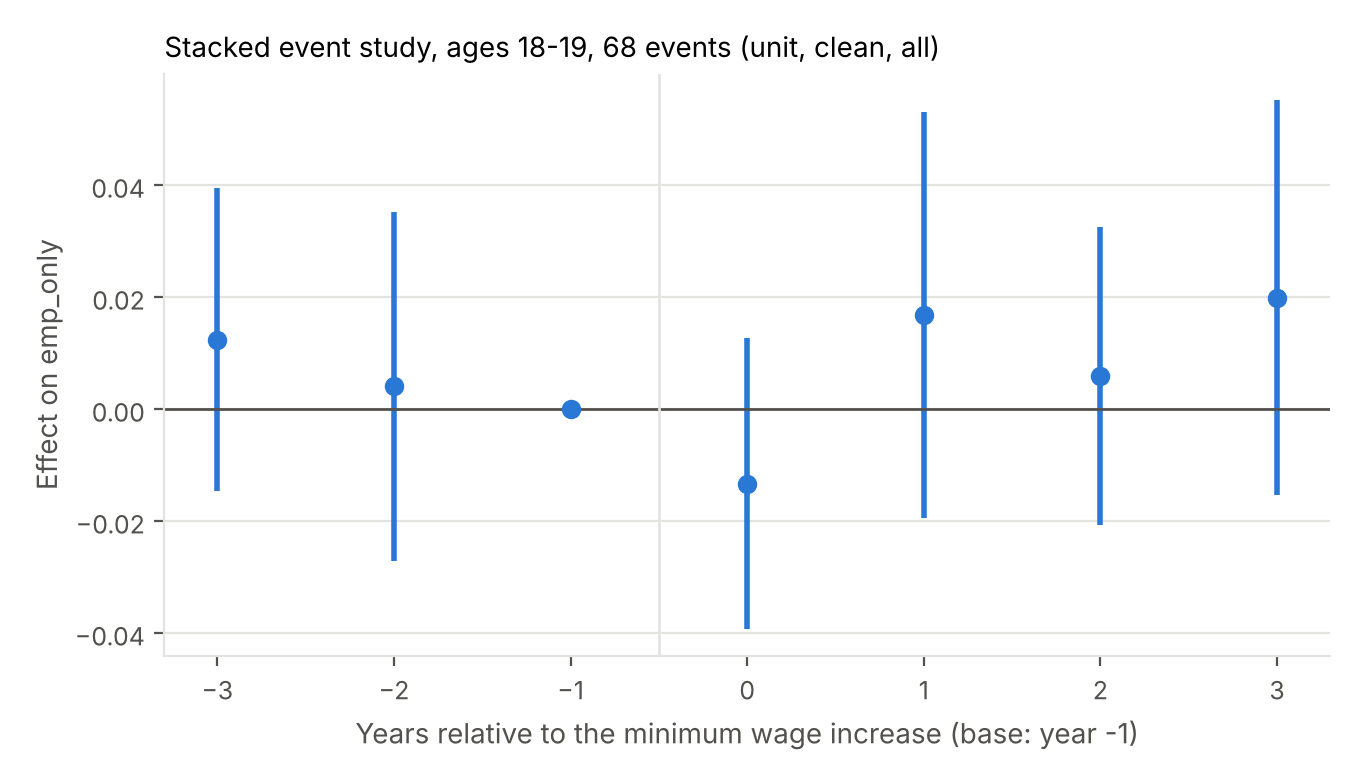 Stacked event study, ages 18-19, 68 events (unit, clean, all)
Effect on emp_only
0.04
0.02
0.00
−0.02
−0.04
−3 −2 −1 0 1 2 3
Years relative to the minimum wage increase (base: year -1)